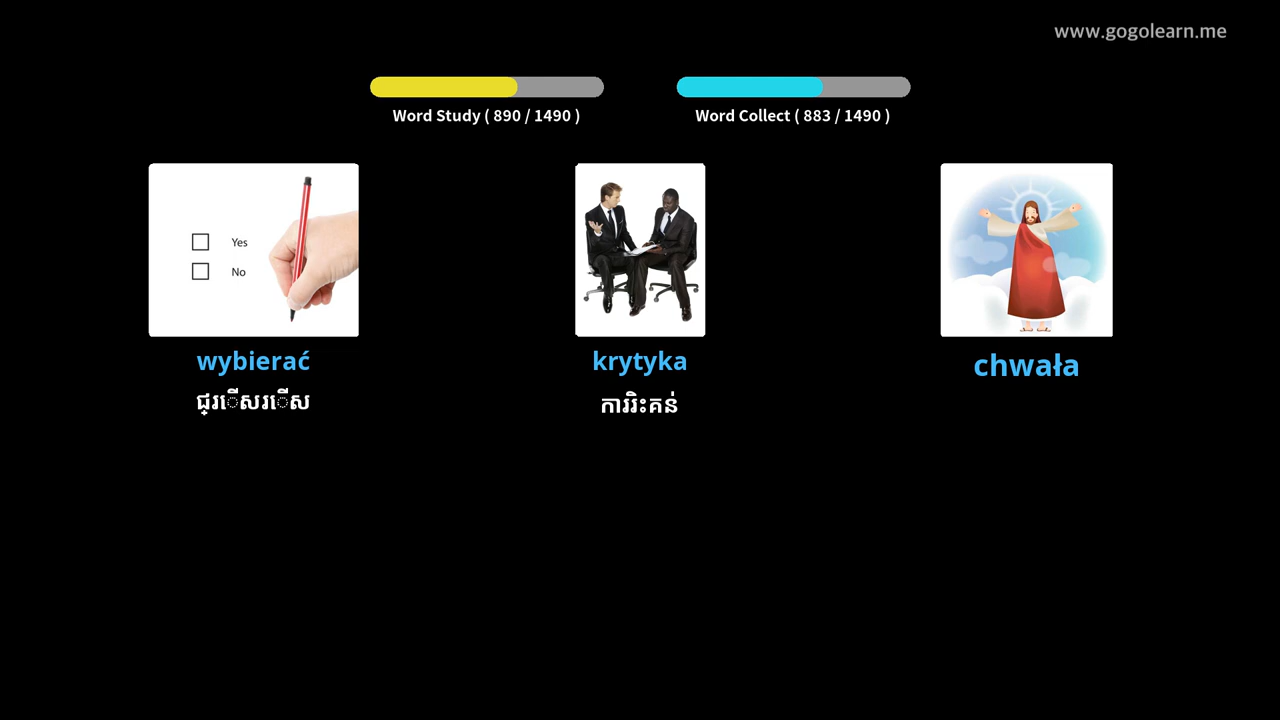 www.gogolearn.me
Word Study ( 890 / 1490 )
Word Collect ( 883 / 1490 )
Yes
No
wybierać
krytyka
chwała
ជ្រើសរើស
ការរិះគន់